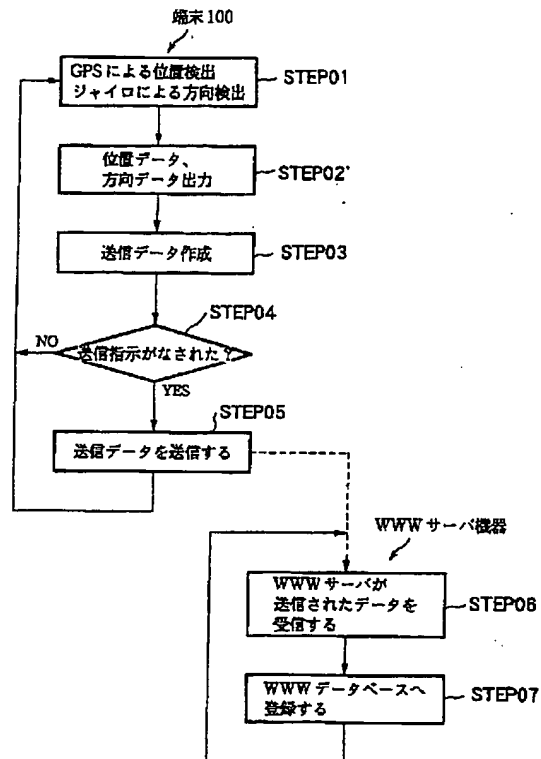 端末100
GPSによる位置検出
ジャイロによる方向検出
STEP01
位置データ、
方向データ出力
STEP02
送信データ作成
STEP03
STEP04
NO
送信指示がなされた？
YES
STEP05
送信データを送信する
WWWサーバ機器
WWWサーバが
送信されたデータを
受信する
STEP06
WWWデータベースへ
登録する
STEP07